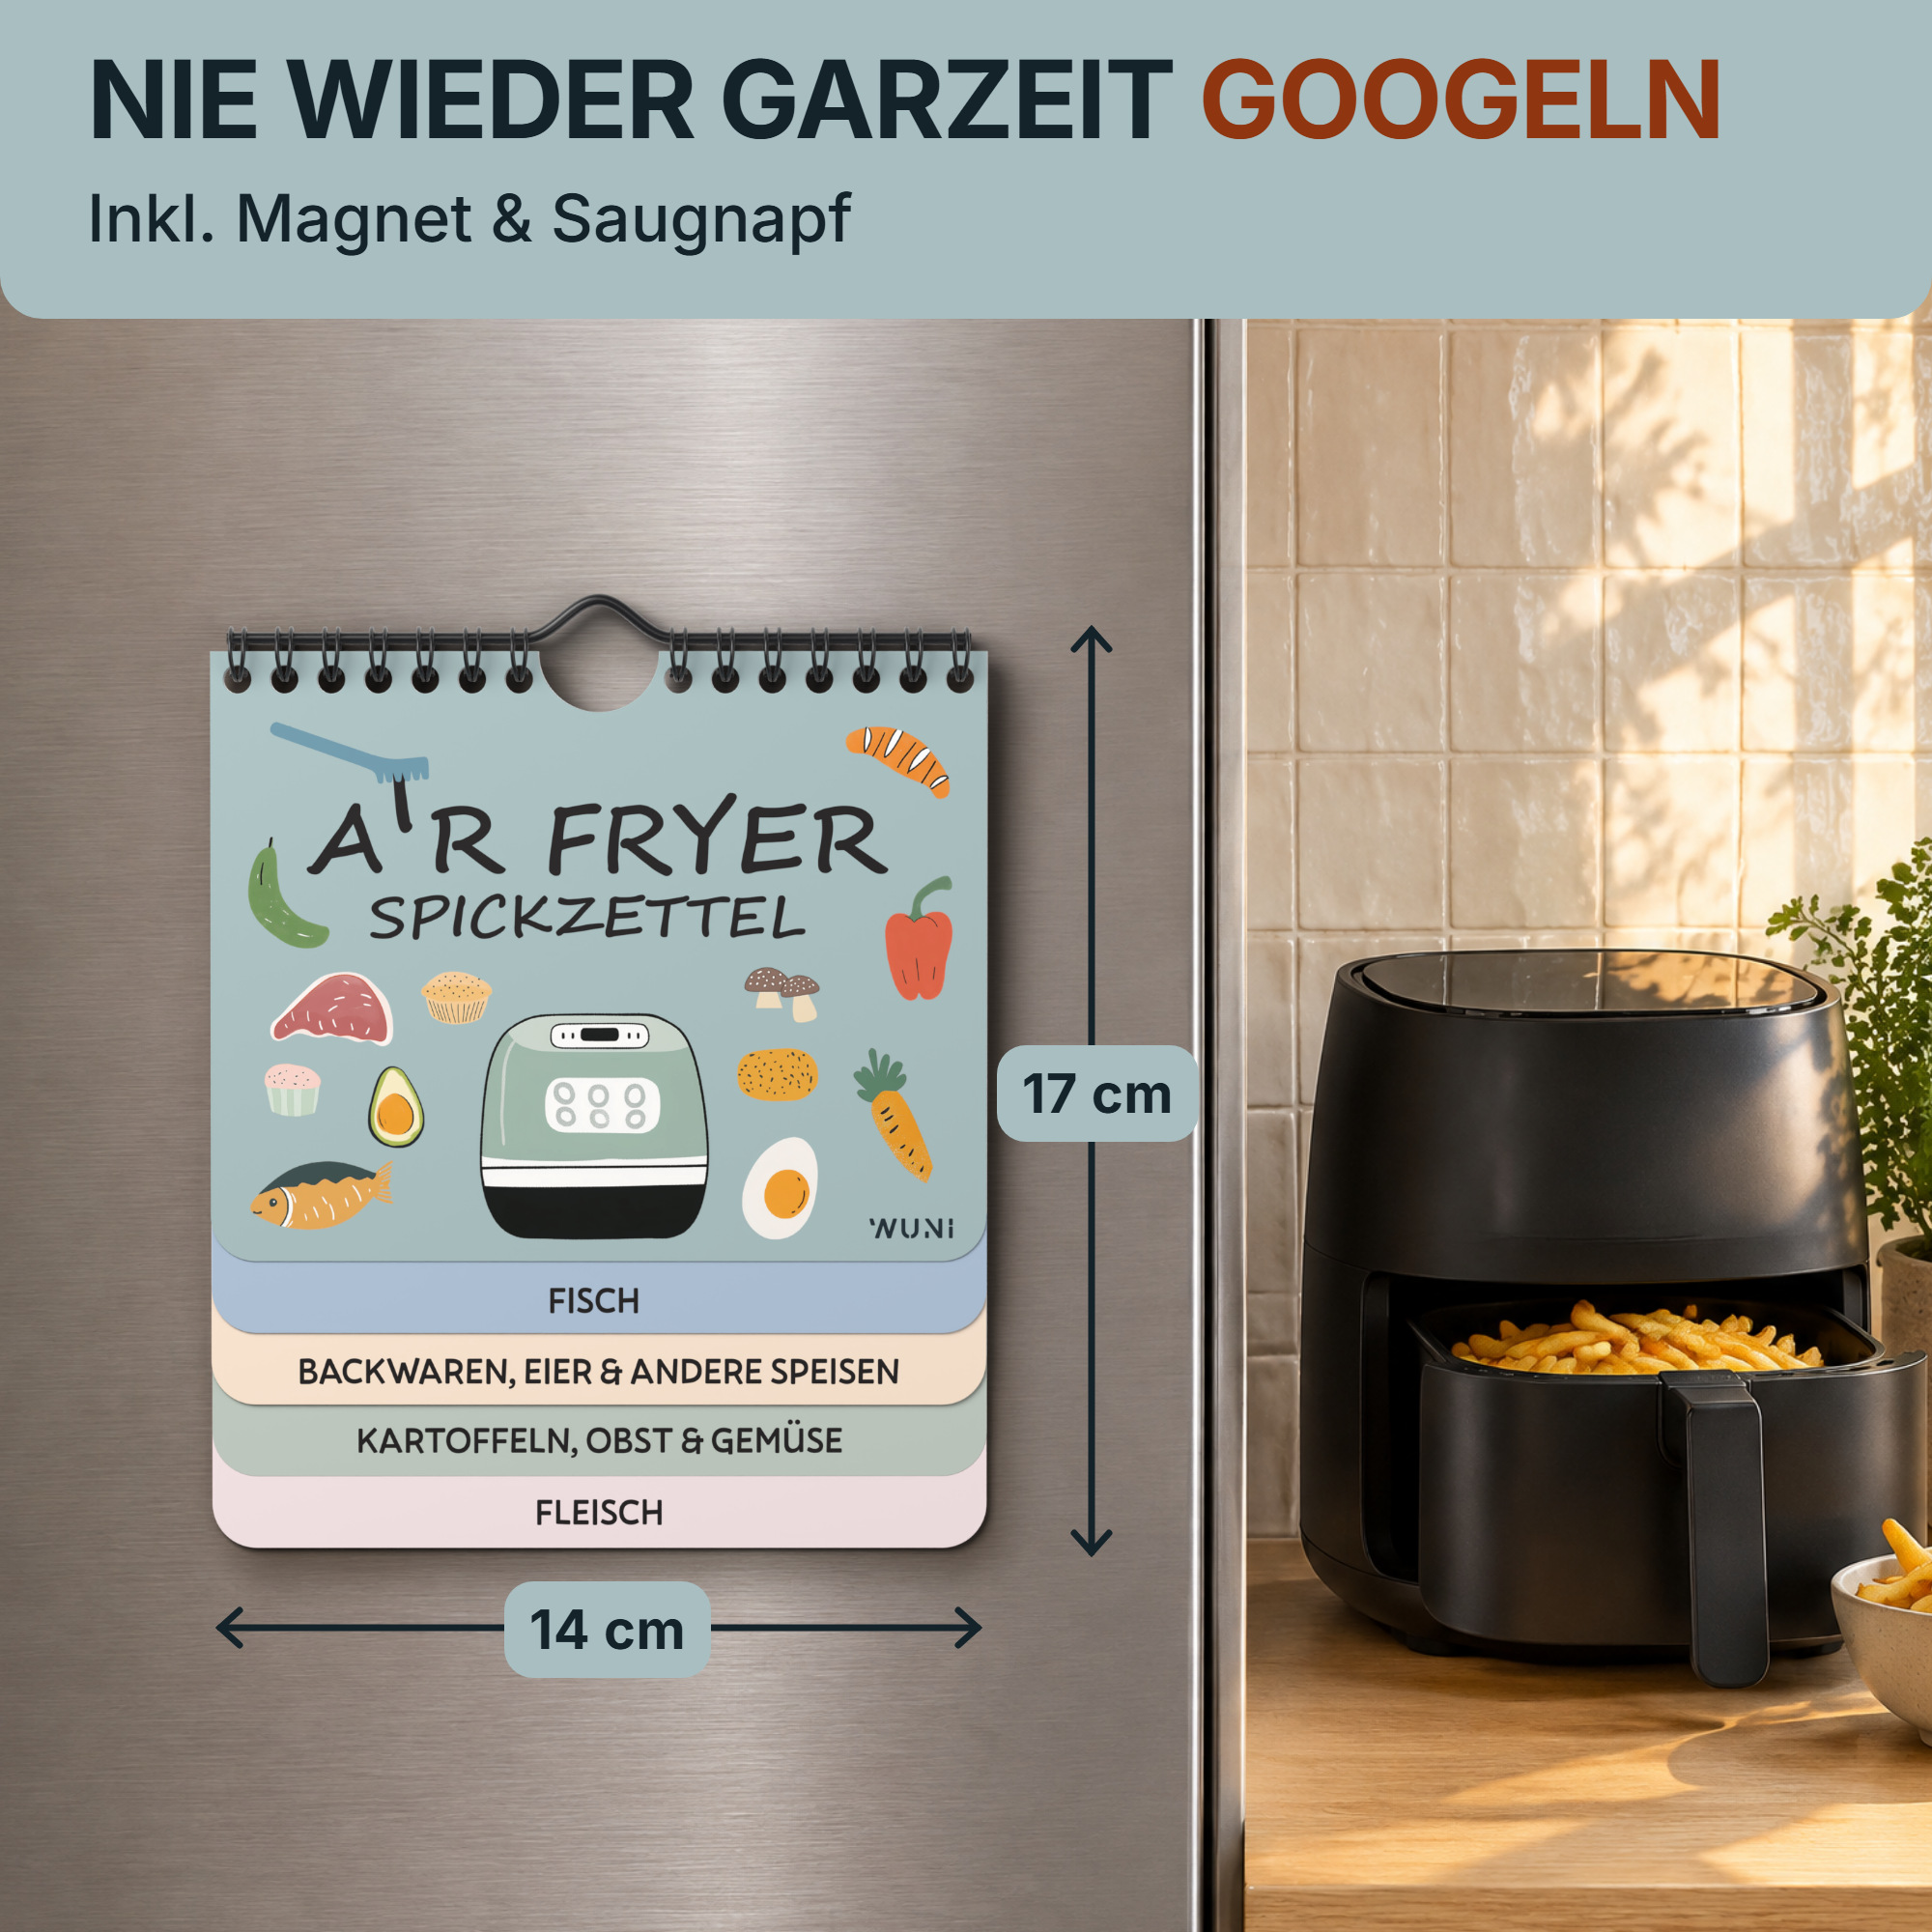 NIE WIEDER GARZEIT GOOGELN
Inkl. Magnet & Saugnapf
AIR FRYER
SPICKZETTEL
17 cm
WUNI
FISCH
BACKWAREN, EIER & ANDERE SPEISEN
KARTOFFELN, OBST & GEMÜSE
FLEISCH
14 cm